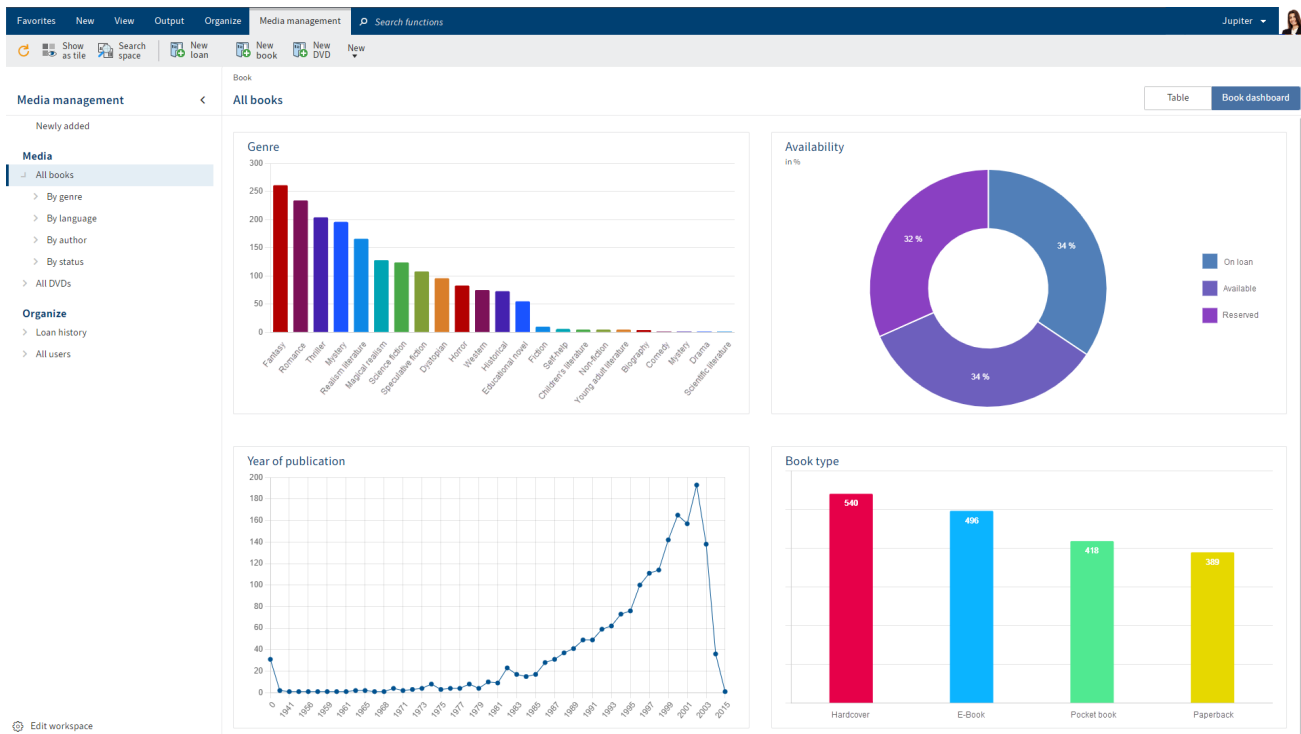 Favorites New View Output Organize Media management Search functions Jupiter
Show as tile Search space New loan New book New DVD New
Book
Media management
All books
Table Book dashboard
Newly added
Media
All books
By genre
By language
By author
By status
All DVDs
Organize
Loan history
All users
Edit workspace
Genre
300
250
200
150
100
50
0
Fantasy Romance Thriller Mystery Realism literature Magical realism Science fiction Speculative fiction Dystopian Horror Western Historical Educational novel Fiction Self-help Children's literature Non-fiction Young adult literature Biography Comedy Mystery Drama Scientific literature
Availability
in %
32 %
34 %
34 %
On loan
Available
Reserved
Year of publication
200
180
160
140
120
100
80
60
40
20
0
0 1941 1956 1959 1961 1965 1968 1971 1973 1975 1977 1979 1981 1983 1985 1987 1989 1991 1993 1995 1997 1999 2001 2003 2015
Book type
540
496
418
389
Hardcover E-Book Pocket book Paperback